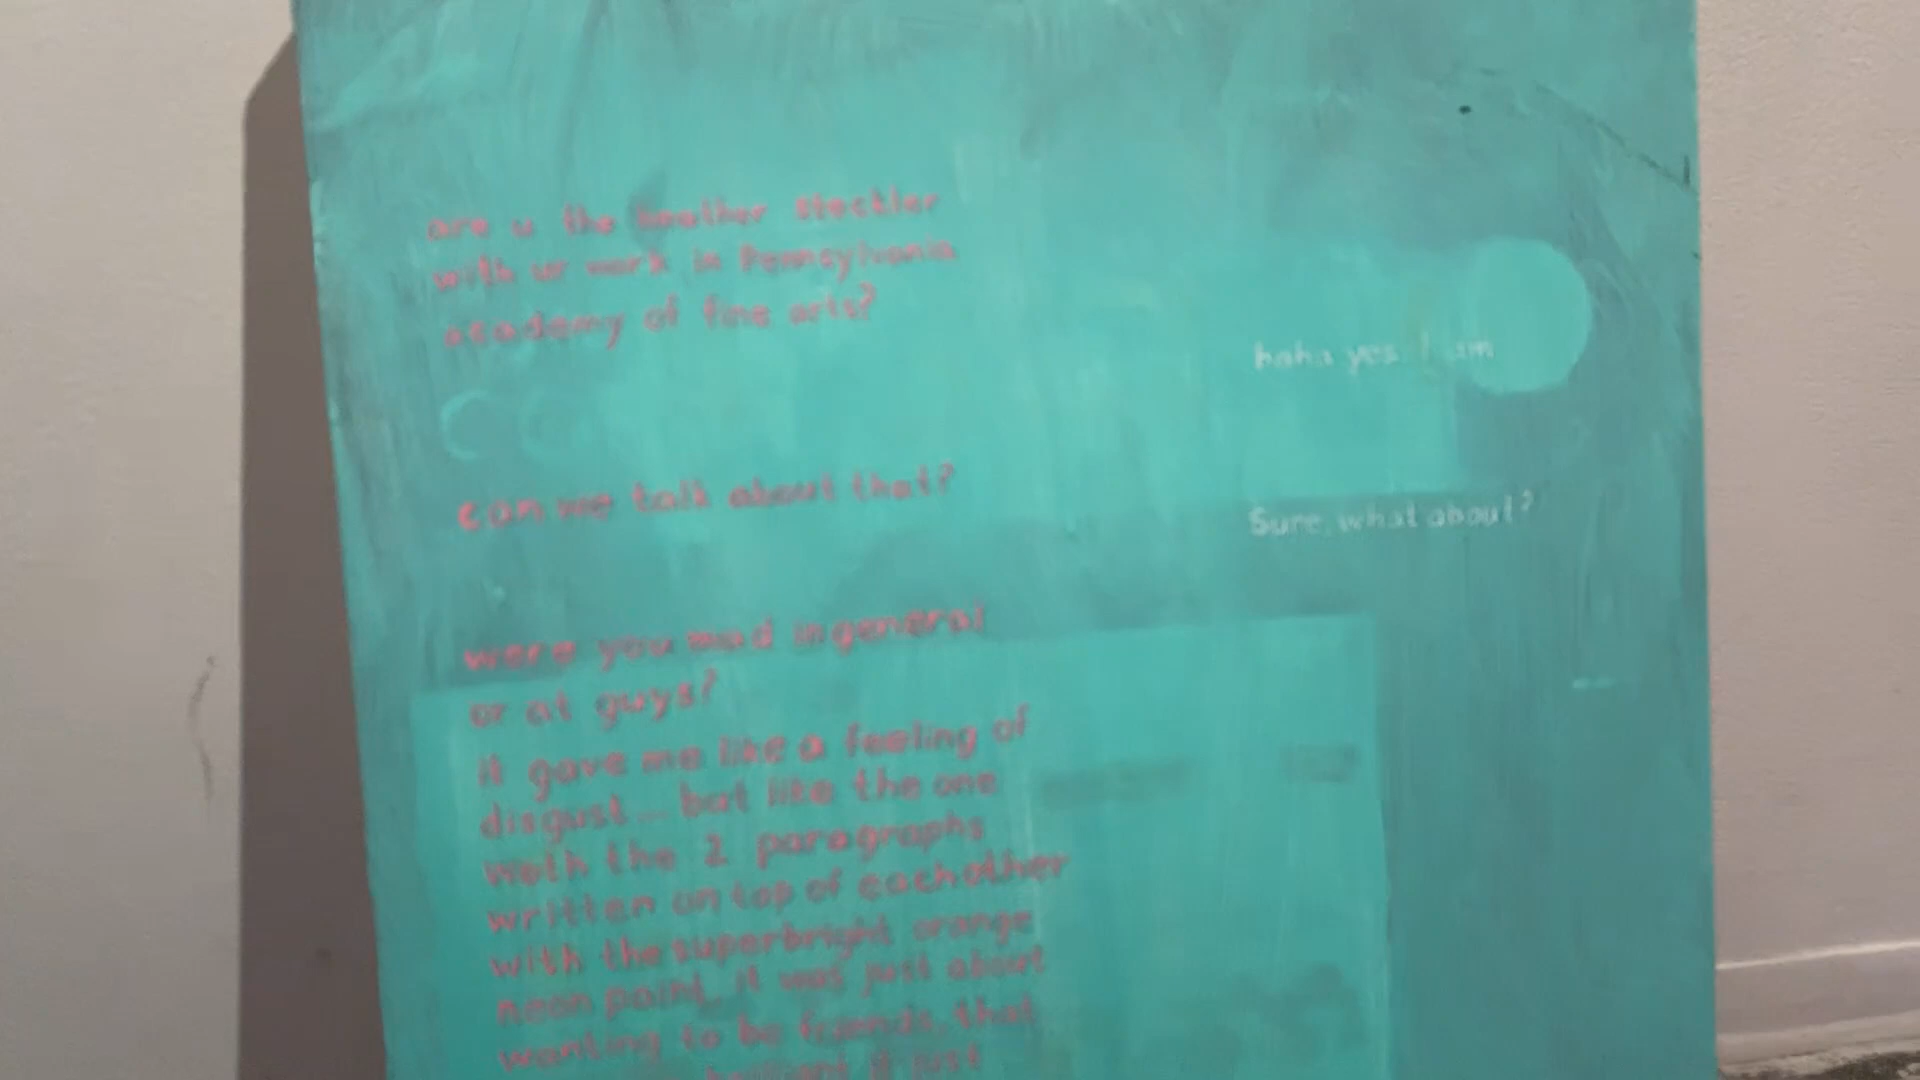 are u the heather Steckler
with ur work in Pennsylvania
academy of fine arts?
haha yes I am
can we talk about that?
Sure, what about?
were you mad in general
or at guys?
it gave me like a feeling of
disgust... but like the one
with the 2 paragraphs
written on top of eachother
with the superbright orange
neon paint, it was just about
wanting to be friends, that
brilliant it just